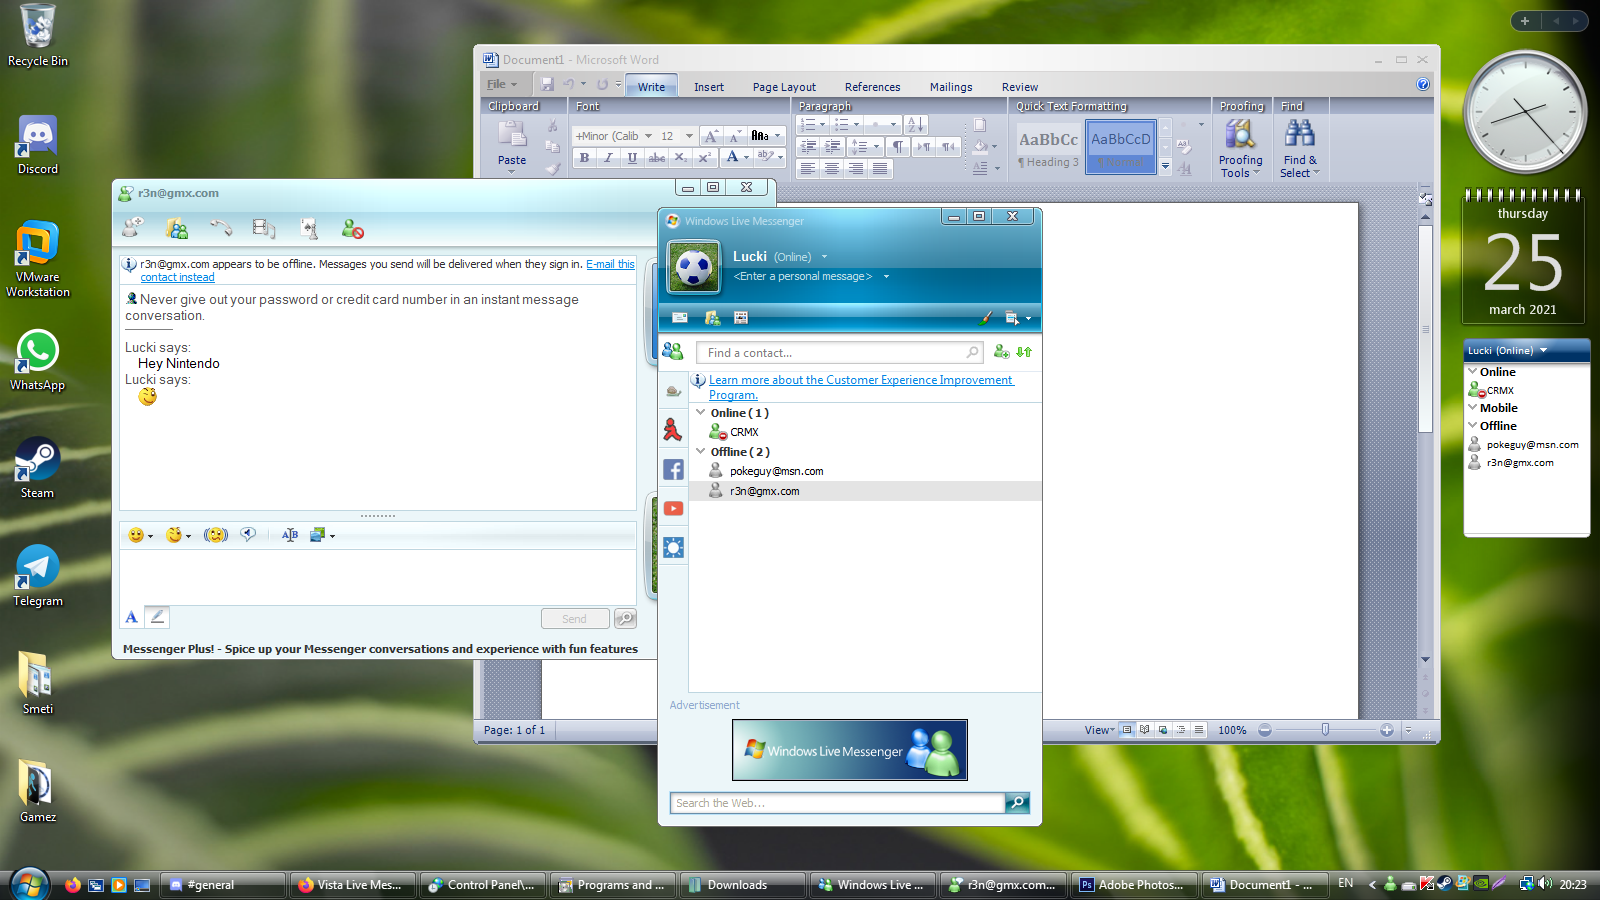 Recycle Bin
Discord
VMware
Workstation
WhatsApp
Steam
Telegram
Smeti
Gamez
Document1 - Microsoft Word
File
Write
Insert
Page Layout
References
Mailings
Review
Clipboard
Font
Paragraph
Quick Text Formatting
Proofing
Find
Paste
+Minor (Calib
12
AaBbCc
¶ Heading 3
AaBbCcD
¶ Normal
Proofing
Tools
Find &
Select
Page: 1 of 1
View
100%
r3n@gmx.com
r3n@gmx.com appears to be offline. Messages you send will be delivered when they sign in. E-mail this
contact instead
Never give out your password or credit card number in an instant message
conversation.
Lucki says:
Hey Nintendo
Lucki says:
Send
Messenger Plus! - Spice up your Messenger conversations and experience with fun features
Windows Live Messenger
Lucki (Online)
<Enter a personal message>
Find a contact...
Learn more about the Customer Experience Improvement
Program.
Online ( 1 )
CRMX
Offline ( 2 )
pokeguy@msn.com
r3n@gmx.com
Advertisement
Windows Live Messenger
Search the Web...
thursday
25
march 2021
Lucki (Online)
Online
CRMX
Mobile
Offline
pokeguy@msn.com
r3n@gmx.com
#general
Vista Live Mes...
Control Panel\...
Programs and ...
Downloads
Windows Live ...
r3n@gmx.com...
Adobe Photos...
Document1 - ...
EN
20:23